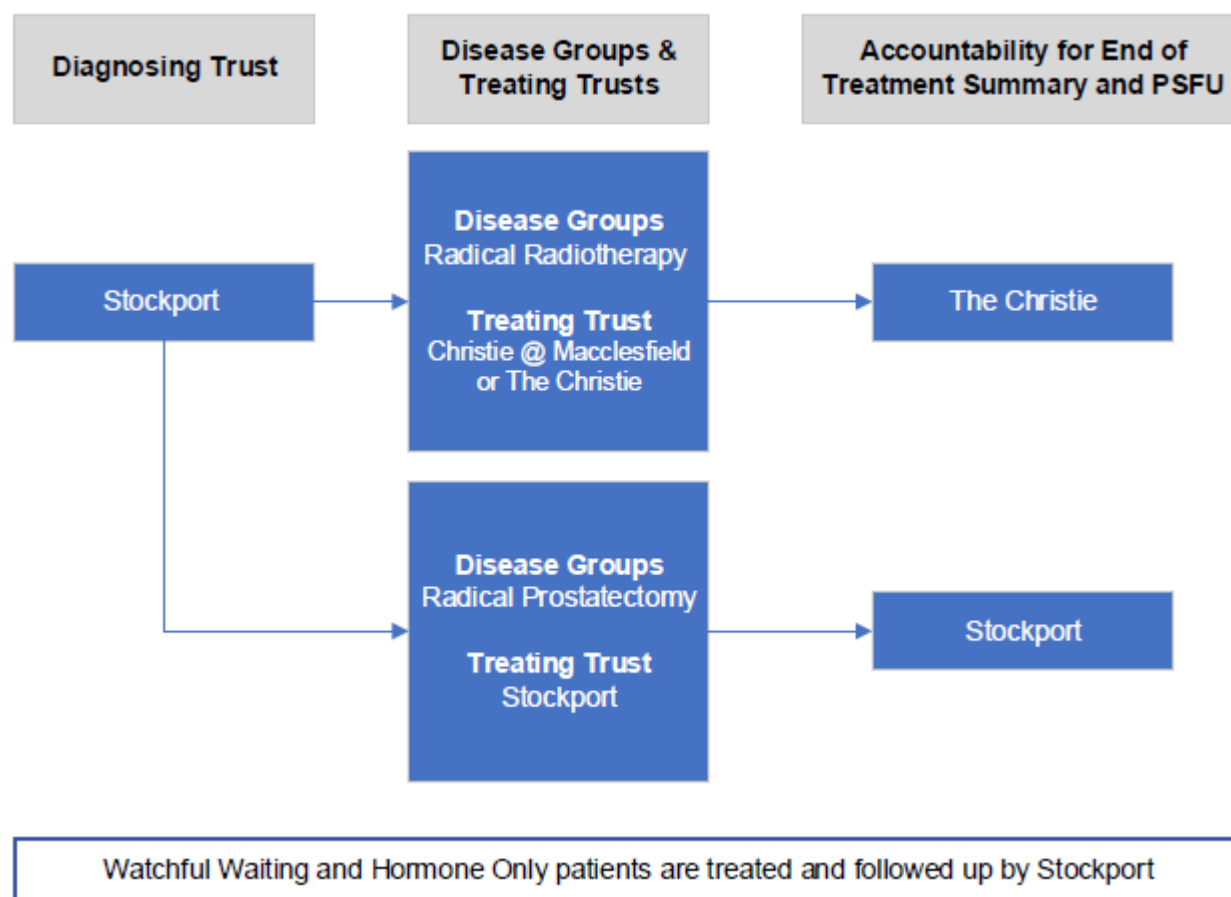 Diagnosing Trust
Disease Groups &
Treating Trusts
Accountability for End of
Treatment Summary and PSFU
Stockport
Disease Groups
Radical Radiotherapy
Treating Trust
Christie @ Macclesfield
or The Christie
The Christie
Disease Groups
Radical Prostatectomy
Treating Trust
Stockport
Stockport
Watchful Waiting and Hormone Only patients are treated and followed up by Stockport